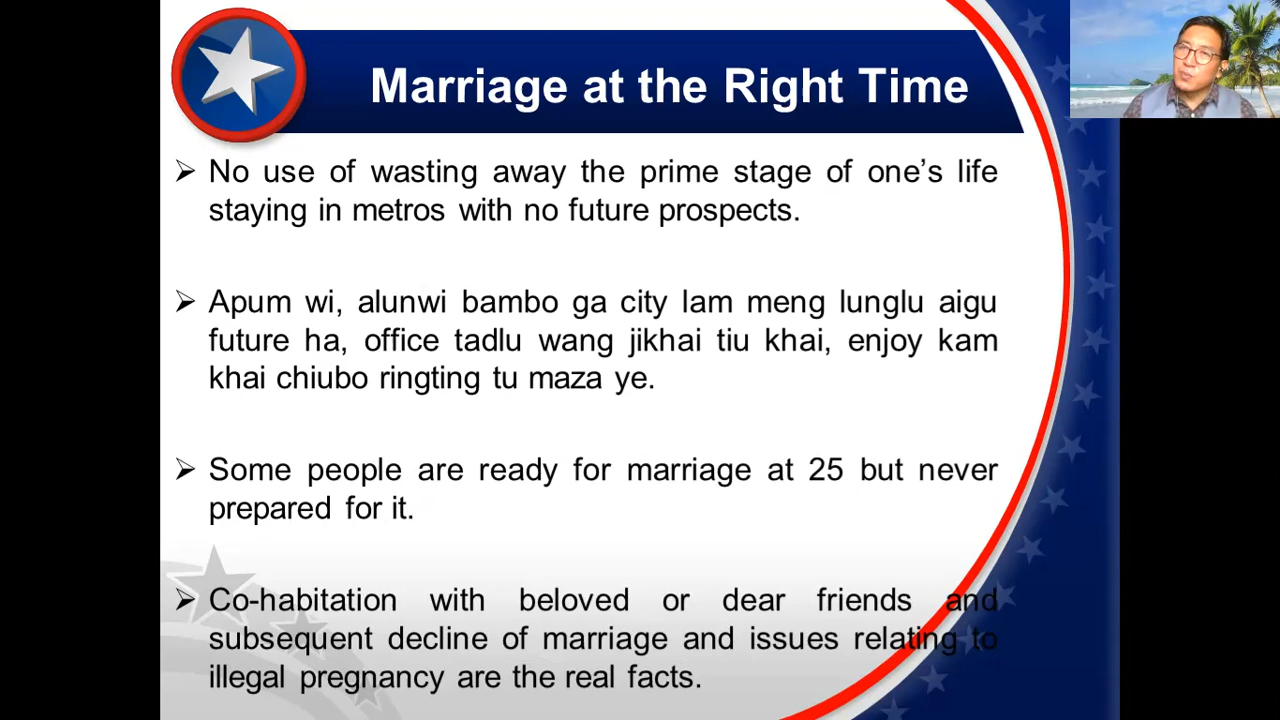 Marriage at the Right Time
➢ No use of wasting away the prime stage of one’s life
staying in metros with no future prospects.
➢ Apum wi, alunwi bambo ga city lam meng lunglu aigu
future ha, office tadlu wang jikhai tiu khai, enjoy kam
khai chiubo ringting tu maza ye.
➢ Some people are ready for marriage at 25 but never
prepared for it.
➢ Co-habitation with beloved or dear friends and
subsequent decline of marriage and issues relating to
illegal pregnancy are the real facts.